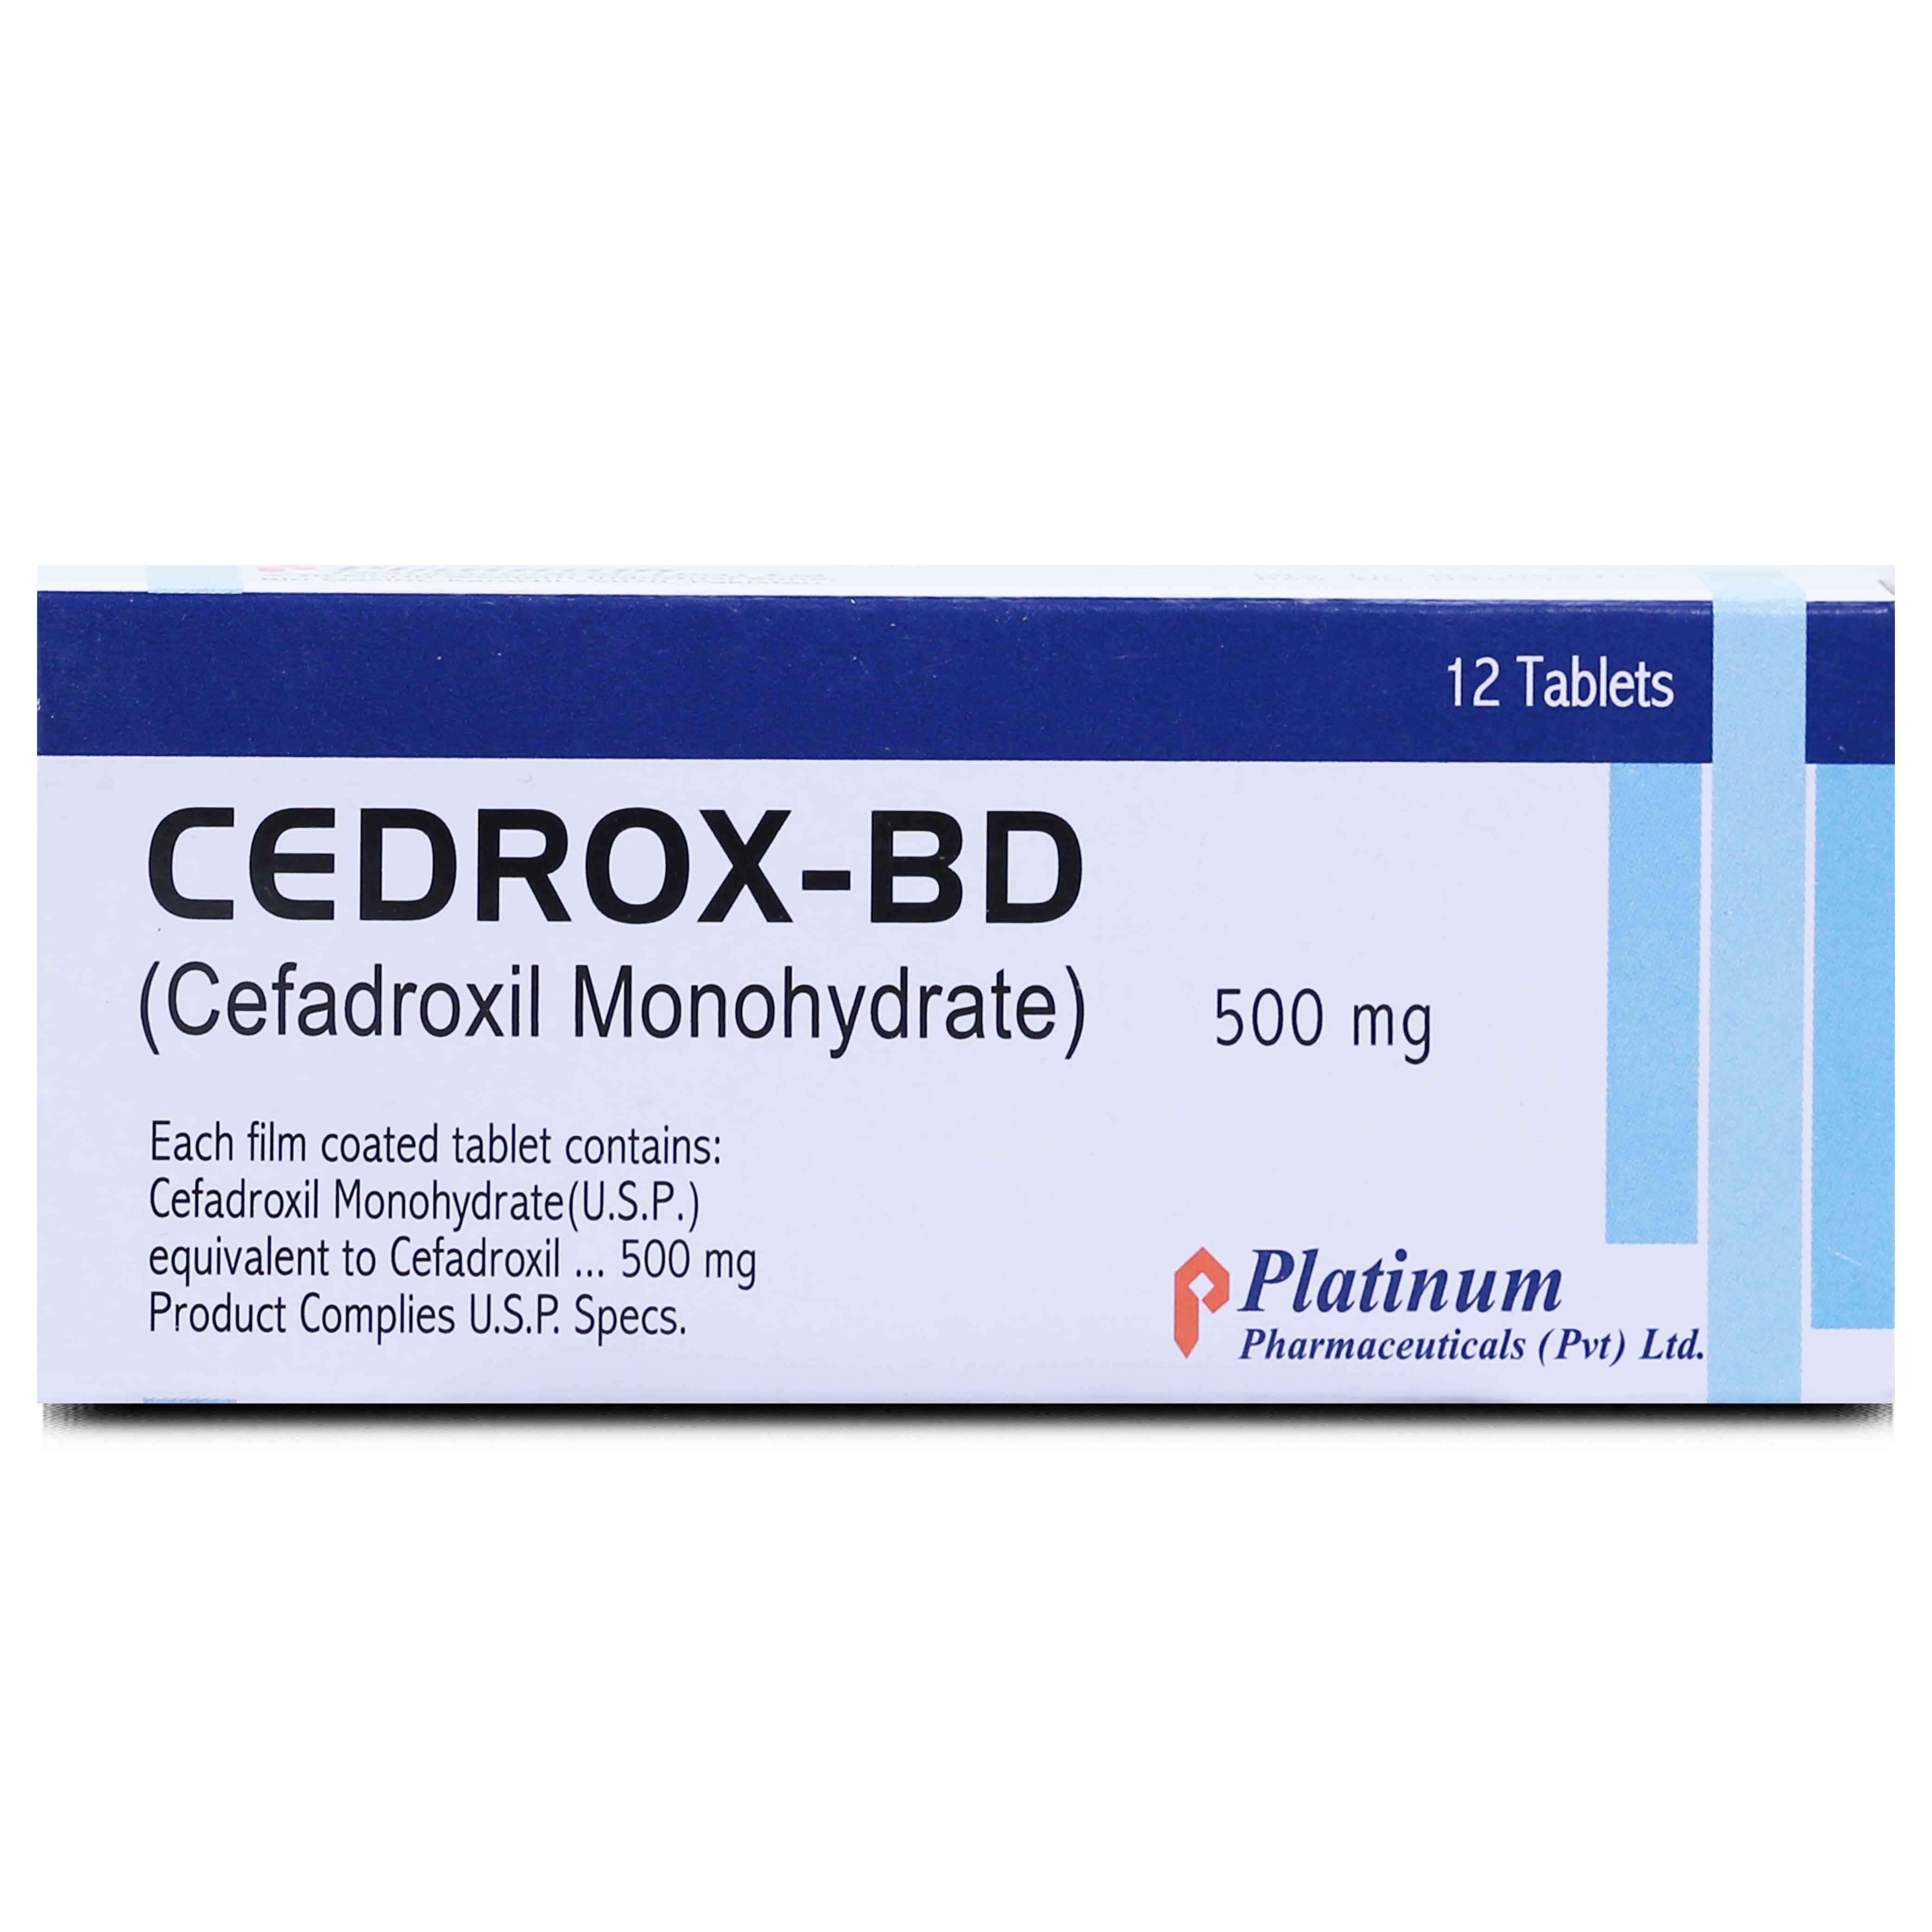 12 Tablets
CEDROX-BD
(Cefadroxil Monohydrate) 500 mg
Each film coated tablet contains:
Cefadroxil Monohydrate(U.S.P.)
equivalent to Cefadroxil ... 500 mg
Product Complies U.S.P. Specs.
Platinum
Pharmaceuticals (Pvt) Ltd.